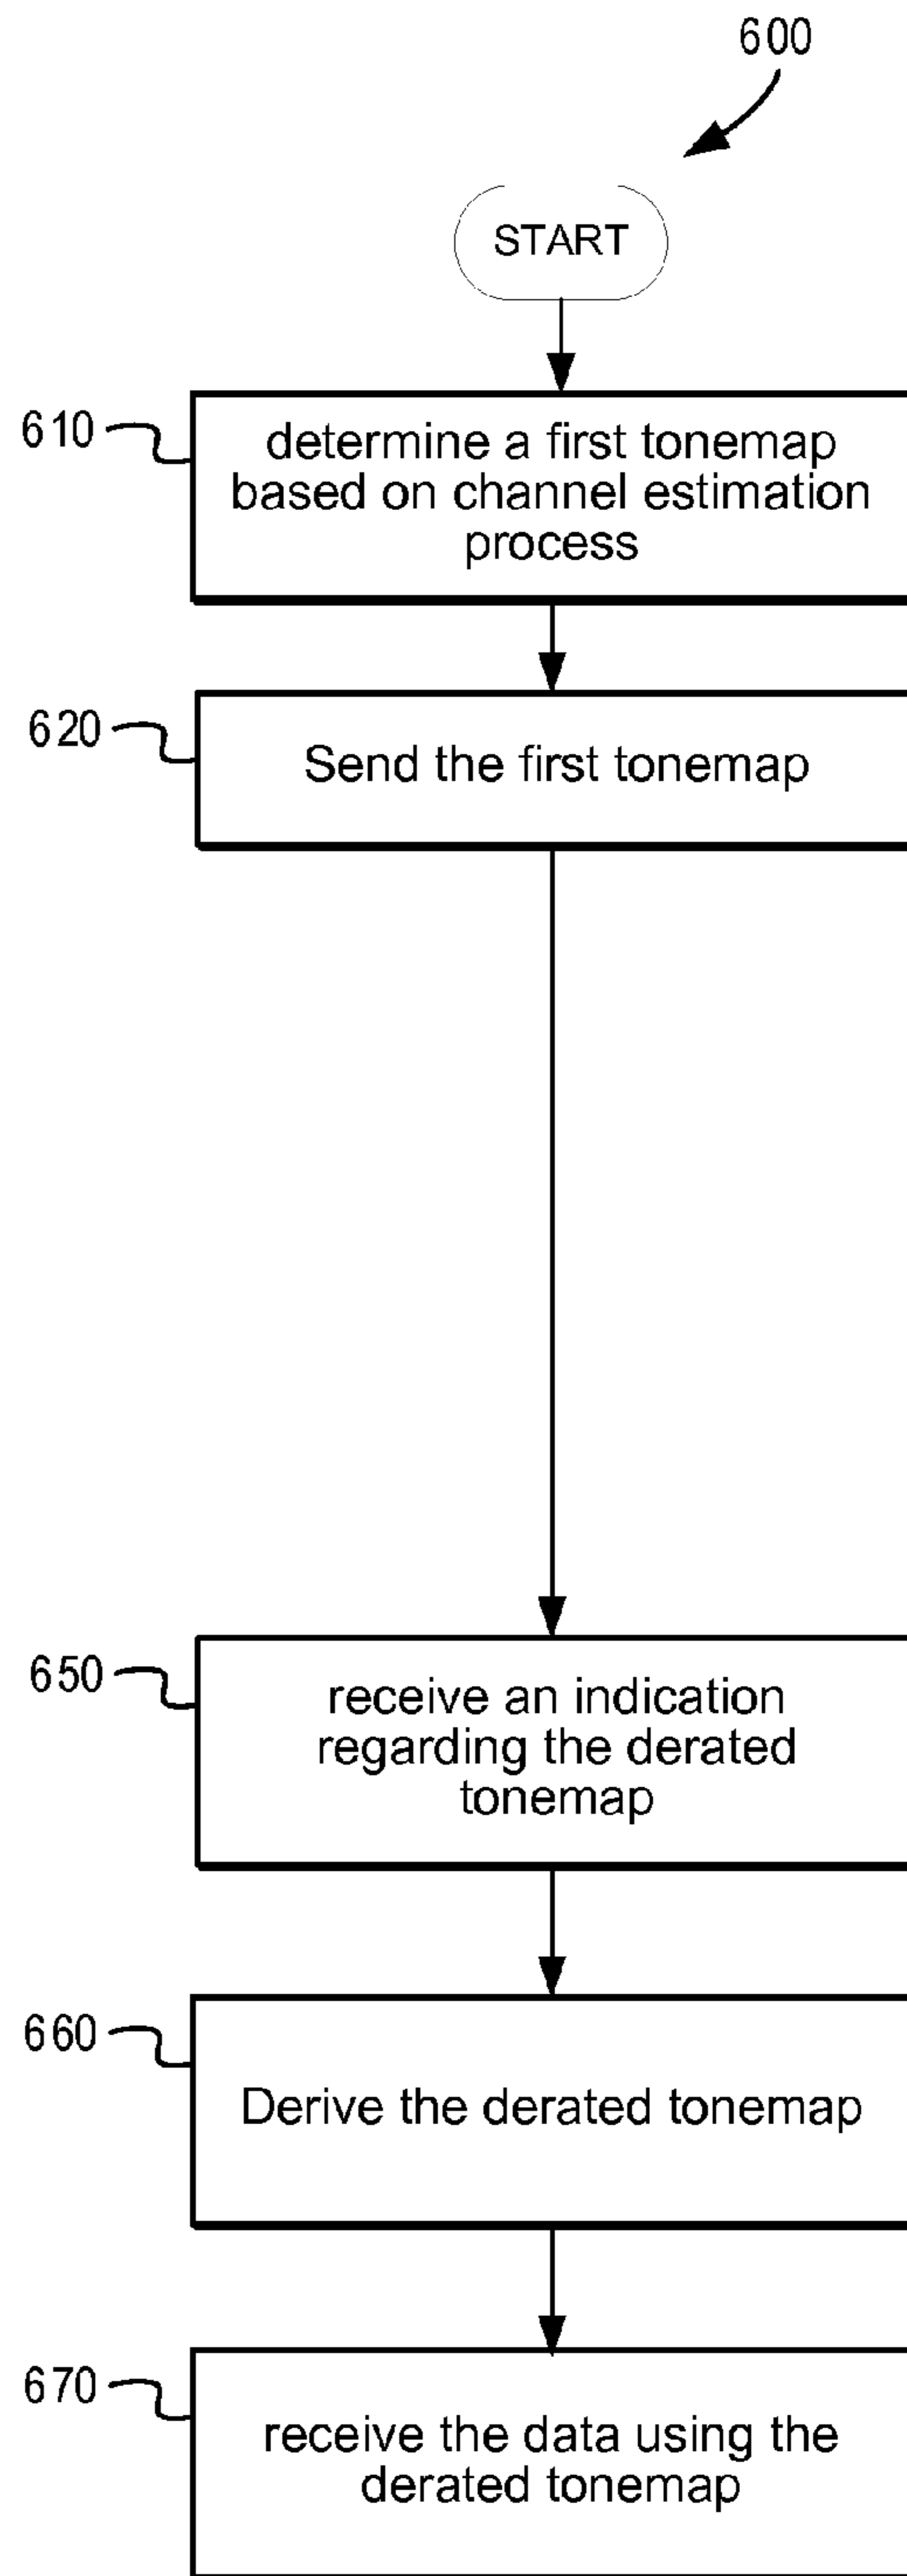 600
START
610
determine a first tonemap
based on channel estimation
process
620
Send the first tonemap
650
receive an indication
regarding the derated
tonemap
660
Derive the derated tonemap
670
receive the data using the
derated tonemap